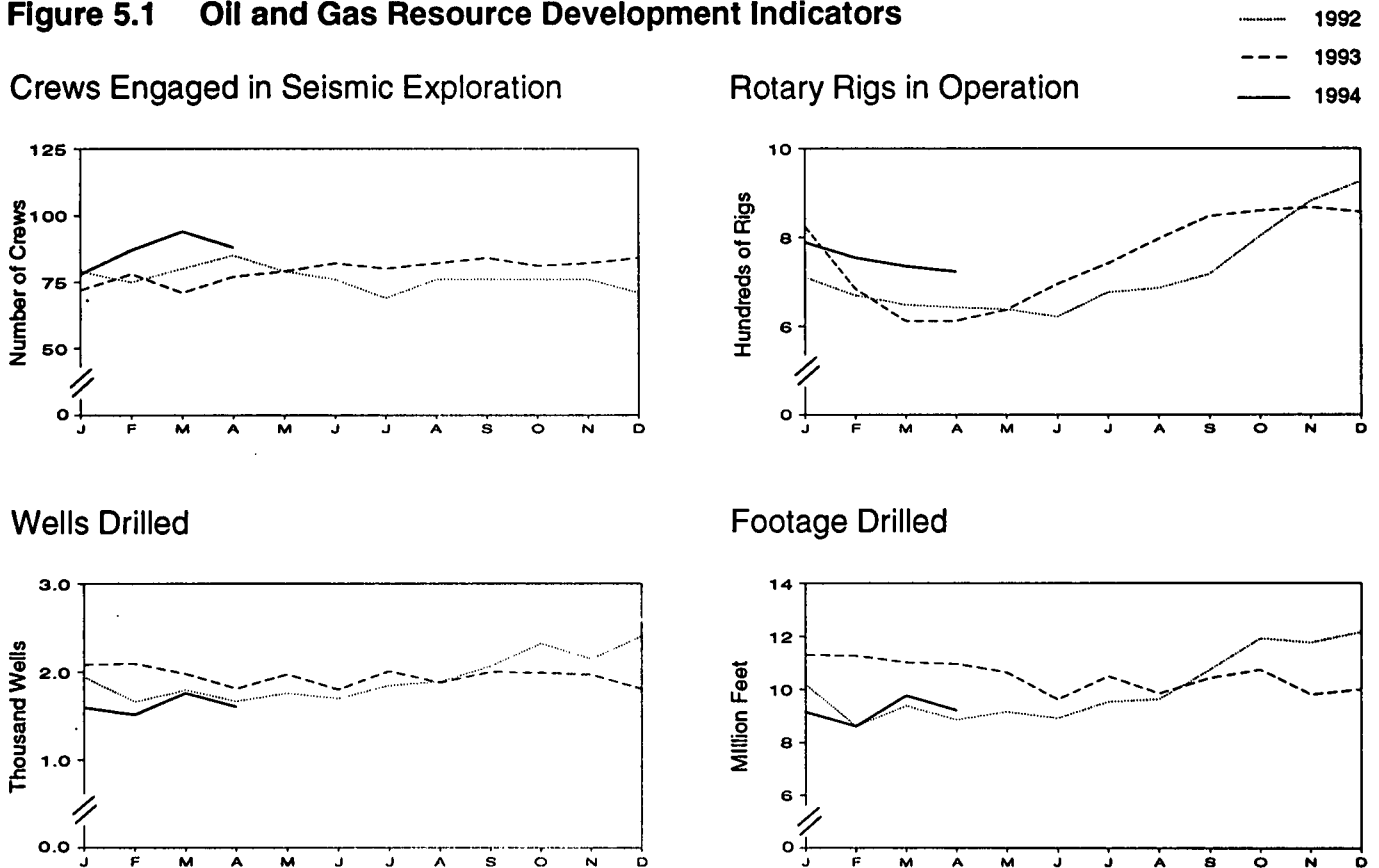 Figure 5.1 Oil and Gas Resource Development Indicators
1992
1993
1994
Crews Engaged in Seismic Exploration
Number of Crews
125
100
75
50
0
J F M A M J J A S O N D
Rotary Rigs in Operation
Hundreds of Rigs
10
8
6
0
J F M A M J J A S O N D
Wells Drilled
Thousand Wells
3.0
2.0
1.0
0.0
J F M A M J J A S O N D
Footage Drilled
Million Feet
14
12
10
8
6
0
J F M A M J J A S O N D